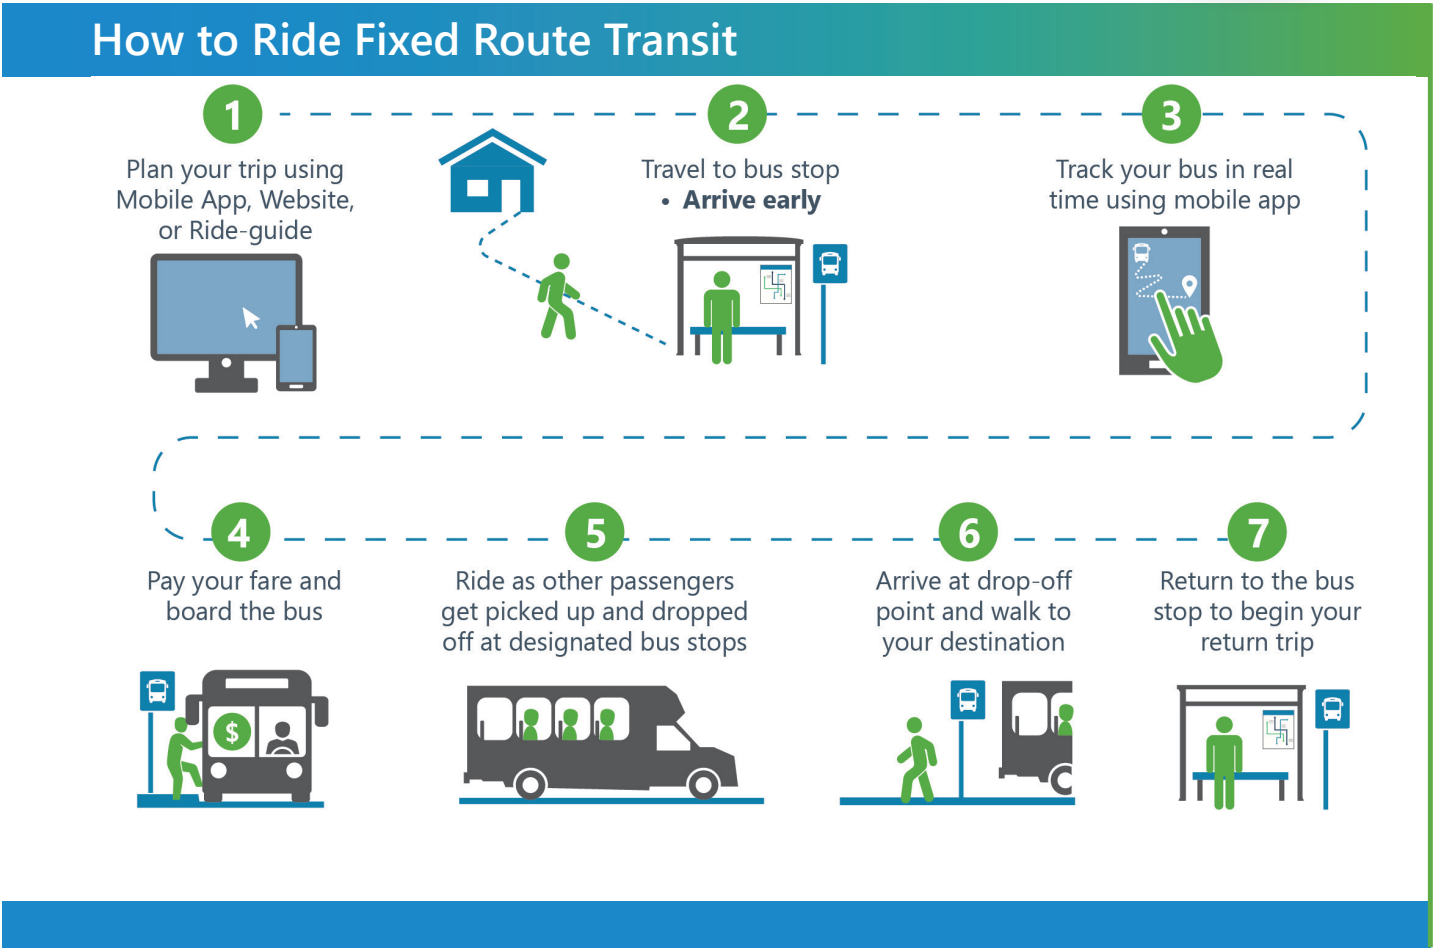 How to Ride Fixed Route Transit
1
Plan your trip using
Mobile App, Website,
or Ride-guide
2
Travel to bus stop
• Arrive early
3
Track your bus in real
time using mobile app
4
Pay your fare and
board the bus
$
5
Ride as other passengers
get picked up and dropped
off at designated bus stops
6
Arrive at drop-off
point and walk to
your destination
7
Return to the bus
stop to begin your
return trip